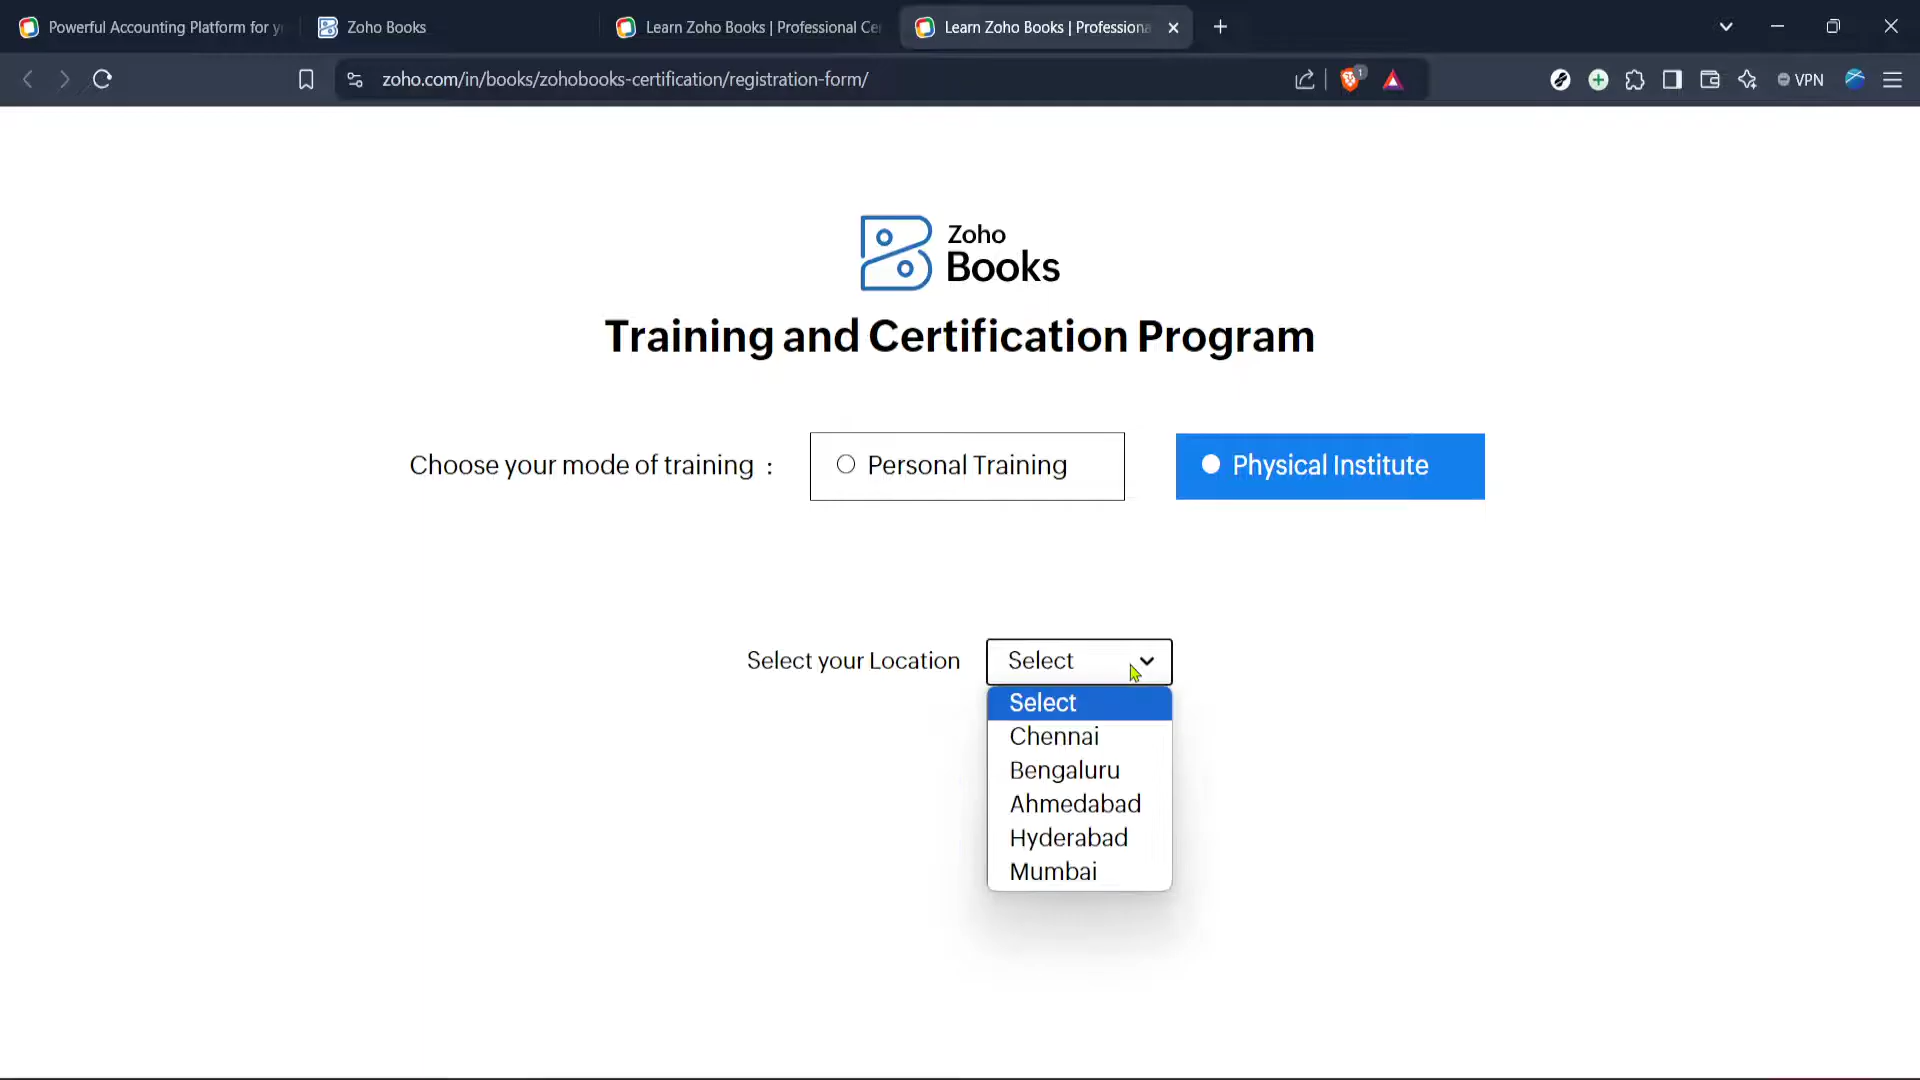 Powerful Accounting Platform for y
Zoho Books
Learn Zoho Books | Professional Ce
Learn Zoho Books | Professiona
zoho.com/in/books/zohobooks-certification/registration-form/
1
VPN
Zoho
Books
Training and Certification Program
Choose your mode of training :
Personal Training
Physical Institute
Select your Location
Select
Select
Chennai
Bengaluru
Ahmedabad
Hyderabad
Mumbai